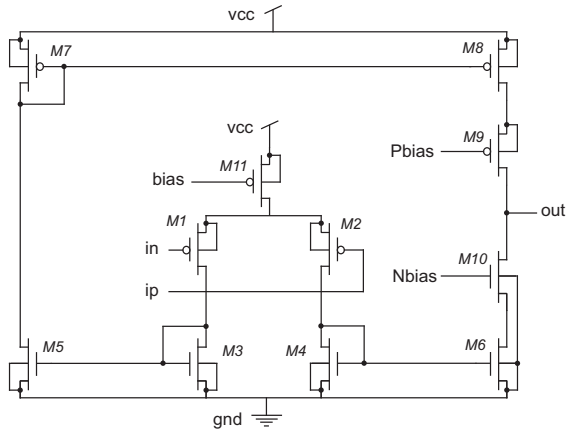 vcc
M7
M8
vcc
M9
Pbias
M11
bias
M1
M2
in
out
M10
ip
Nbias
M5
M3
M4
M6
gnd